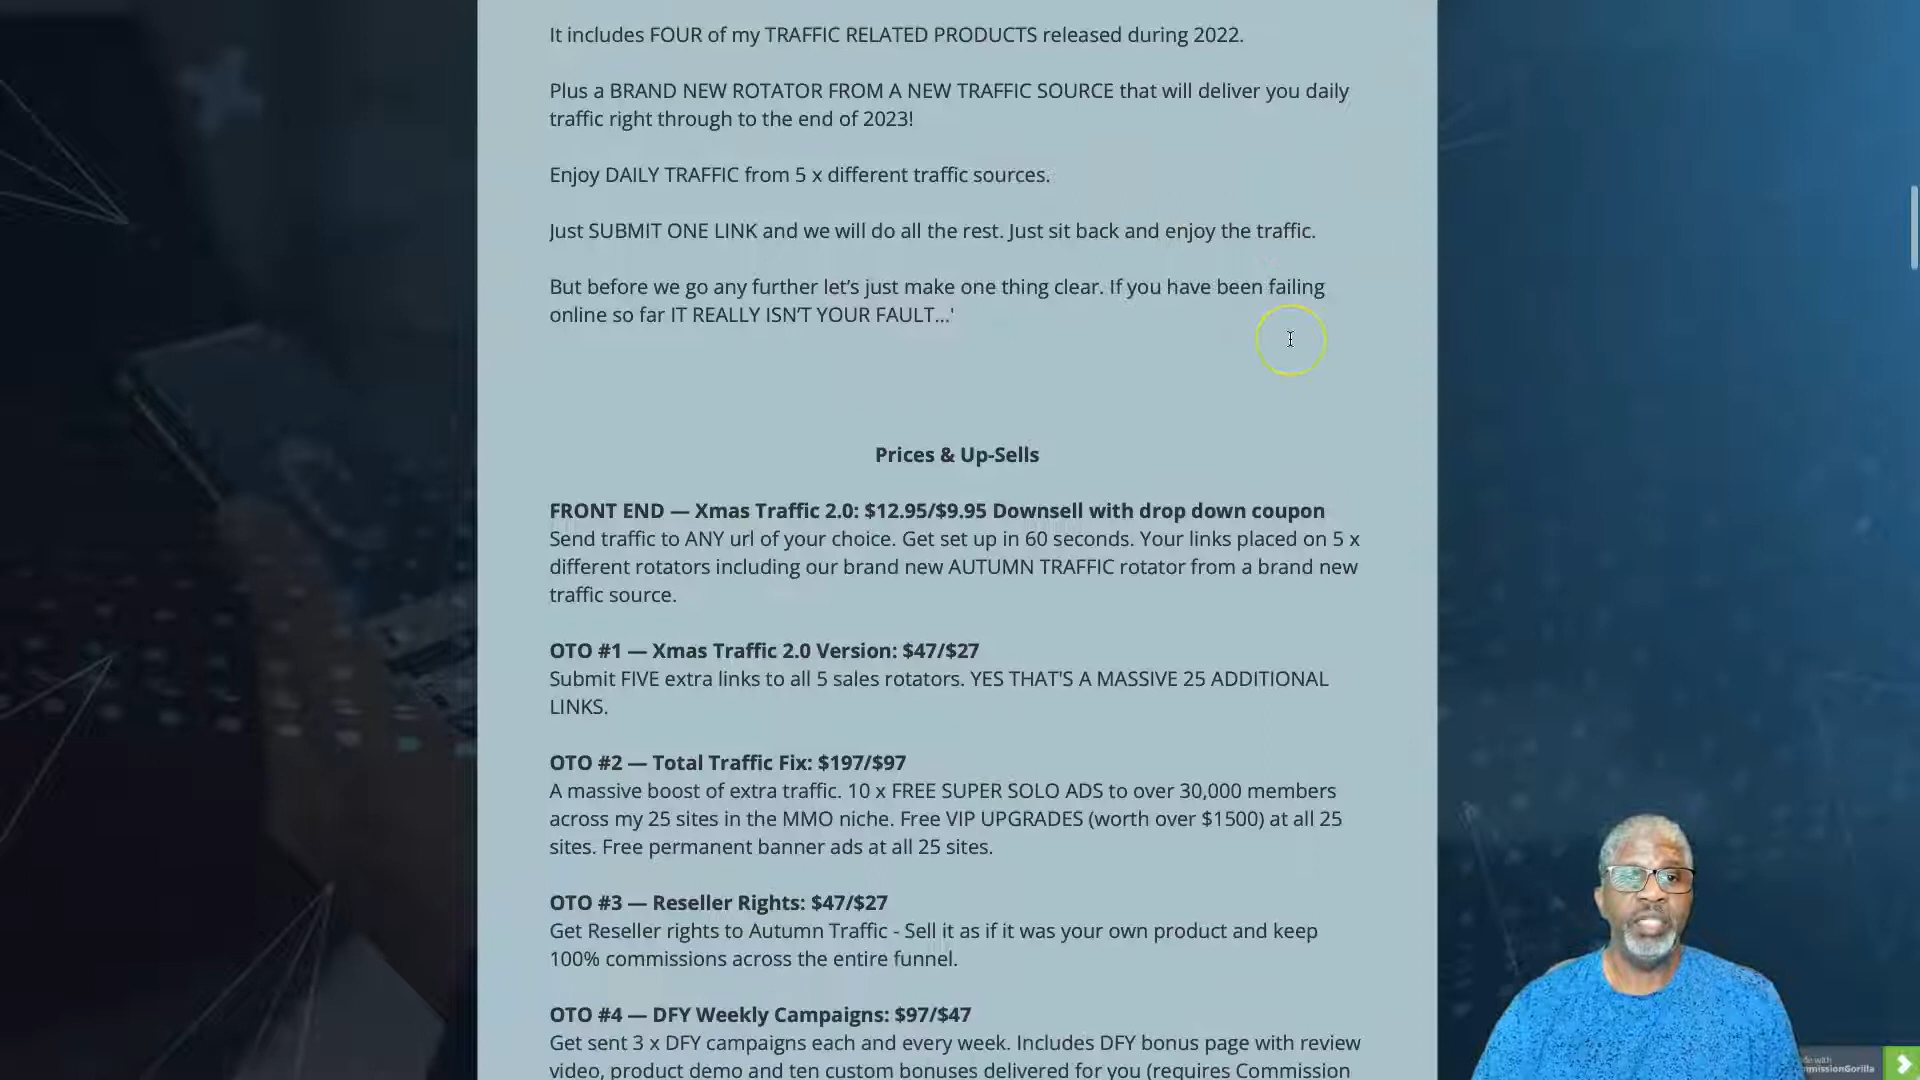 It includes FOUR of my TRAFFIC RELATED PRODUCTS released during 2022.
Plus a BRAND NEW ROTATOR FROM A NEW TRAFFIC SOURCE that will deliver you daily
traffic right through to the end of 2023!
Enjoy DAILY TRAFFIC from 5 x different traffic sources.
Just SUBMIT ONE LINK and we will do all the rest. Just sit back and enjoy the traffic.
But before we go any further let’s just make one thing clear. If you have been failing
online so far IT REALLY ISN’T YOUR FAULT...'
Prices & Up-Sells
FRONT END — Xmas Traffic 2.0: $12.95/$9.95 Downsell with drop down coupon
Send traffic to ANY url of your choice. Get set up in 60 seconds. Your links placed on 5 x
different rotators including our brand new AUTUMN TRAFFIC rotator from a brand new
traffic source.
OTO #1 — Xmas Traffic 2.0 Version: $47/$27
Submit FIVE extra links to all 5 sales rotators. YES THAT'S A MASSIVE 25 ADDITIONAL
LINKS.
OTO #2 — Total Traffic Fix: $197/$97
A massive boost of extra traffic. 10 x FREE SUPER SOLO ADS to over 30,000 members
across my 25 sites in the MMO niche. Free VIP UPGRADES (worth over $1500) at all 25
sites. Free permanent banner ads at all 25 sites.
OTO #3 — Reseller Rights: $47/$27
Get Reseller rights to Autumn Traffic - Sell it as if it was your own product and keep
100% commissions across the entire funnel.
OTO #4 — DFY Weekly Campaigns: $97/$47
Get sent 3 x DFY campaigns each and every week. Includes DFY bonus page with review
video, product demo and ten custom bonuses delivered for you (requires Commission